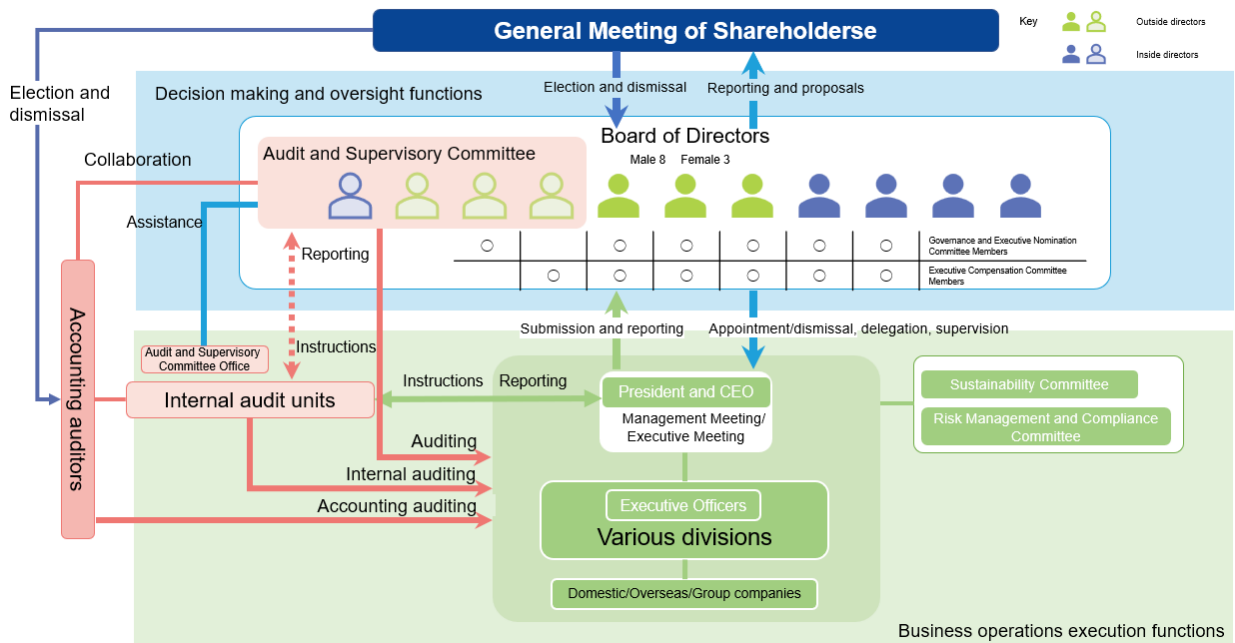 General Meeting of Shareholderse
Key
Outside directors
Inside directors
Election and
dismissal
Decision making and oversight functions
Election and dismissal
Reporting and proposals
Board of Directors
Male 8 Female 3
Audit and Supervisory Committee
Collaboration
Assistance
Reporting
○ ○ ○ ○ ○ ○ Governance and Executive Nomination
Committee Members
○ ○ ○ ○ ○ ○ Executive Compensation Committee
Members
Submission and reporting
Appointment/dismissal, delegation, supervision
Instructions
Audit and Supervisory
Committee Office
Accounting auditors
Internal audit units
Instructions Reporting
President and CEO
Management Meeting/
Executive Meeting
Sustainability Committee
Risk Management and Compliance
Committee
Auditing
Internal auditing
Accounting auditing
Executive Officers
Various divisions
Domestic/Overseas/Group companies
Business operations execution functions